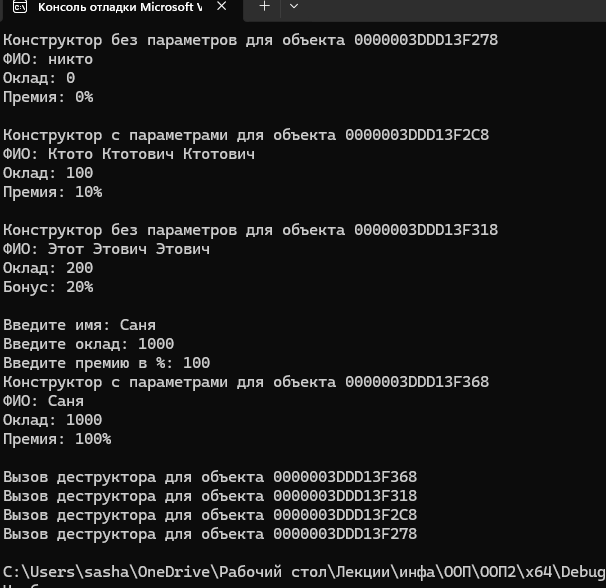 Консоль отладки Microsoft V
Конструктор без параметров для объекта 0000003DDD13F278
ФИО: никто
Оклад: 0
Премия: 0%
Конструктор с параметрами для объекта 0000003DDD13F2C8
ФИО: Ктото Ктотович Ктотович
Оклад: 100
Премия: 10%
Конструктор без параметров для объекта 0000003DDD13F318
ФИО: Этот Этович Этович
Оклад: 200
Бонус: 20%
Введите имя: Саня
Введите оклад: 1000
Введите премию в %: 100
Конструктор с параметрами для объекта 0000003DDD13F368
ФИО: Саня
Оклад: 1000
Премия: 100%
Вызов деструктора для объекта 0000003DDD13F368
Вызов деструктора для объекта 0000003DDD13F318
Вызов деструктора для объекта 0000003DDD13F2C8
Вызов деструктора для объекта 0000003DDD13F278
C:\Users\sasha\OneDrive\Рабочий стол\Лекции\инфа\ООП\ООП2\x64\Debug